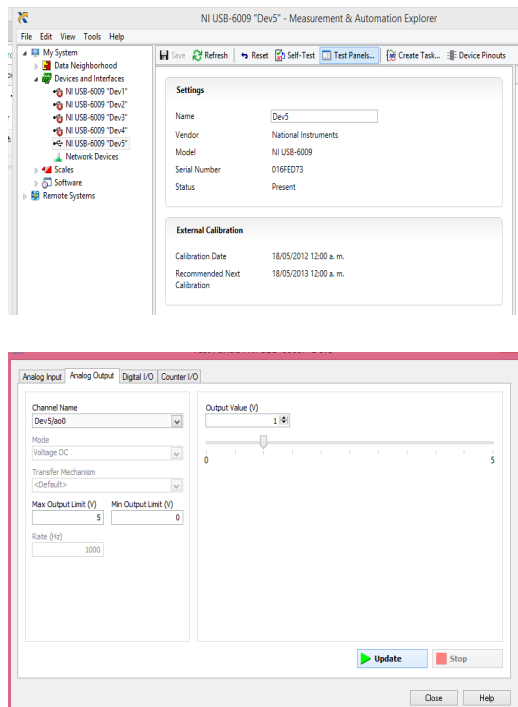 NI USB-6009 "Dev5" - Measurement & Automation Explorer
File Edit View Tools Help
My System
Data Neighborhood
Devices and Interfaces
NI USB-6009 "Dev1"
NI USB-6009 "Dev2"
NI USB-6009 "Dev3"
NI USB-6009 "Dev4"
NI USB-6009 "Dev5"
Network Devices
Scales
Software
Remote Systems
Save Refresh Reset Self-Test Test Panels... Create Task... Device Pinouts
Settings
Name Dev5
Vendor National Instruments
Model NI USB-6009
Serial Number 016FED73
Status Present
External Calibration
Calibration Date 18/05/2012 12:00 a. m.
Recommended Next Calibration 18/05/2013 12:00 a. m.
Analog Input Analog Output Digital I/O Counter I/O
Channel Name
Dev5/ao0
Mode
Voltage DC
Transfer Mechanism
<Default>
Max Output Limit (V) Min Output Limit (V)
5 0
Rate (Hz)
1000
Output Value (V)
1
0 5
Update Stop
Close Help